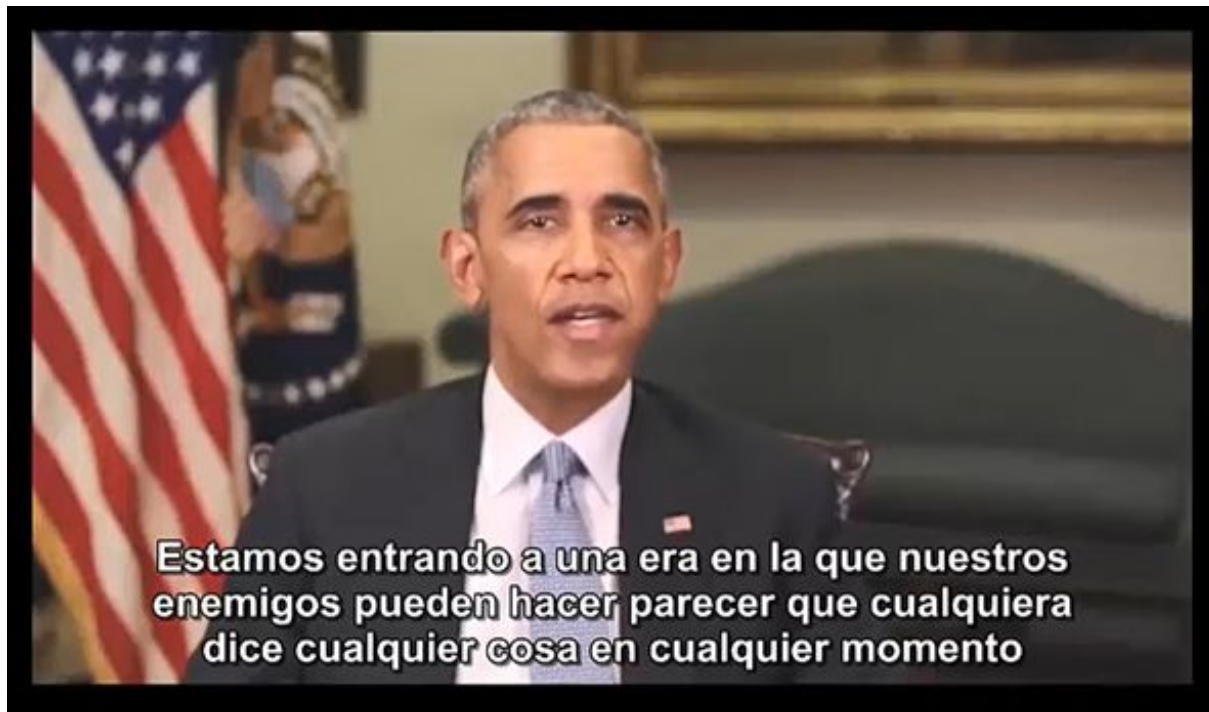 Estamos entrando a una era en la que nuestros
enemigos pueden hacer parecer que cualquiera
dice cualquier cosa en cualquier momento